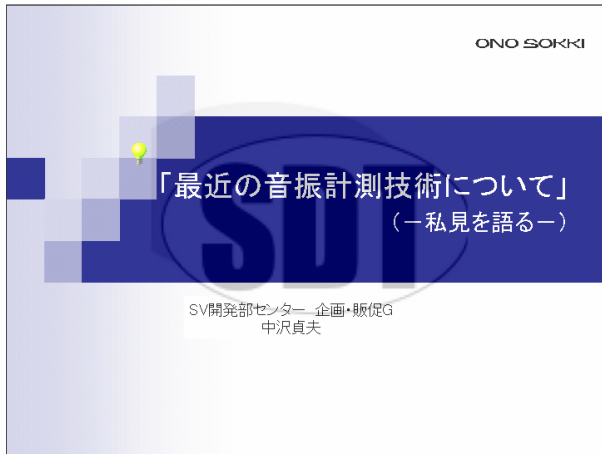 ONO SOKKI
「最近の音振計測技術について」
(-私見を語る-)
SDT
SV開発部センター 企画・販促G
中沢貞夫